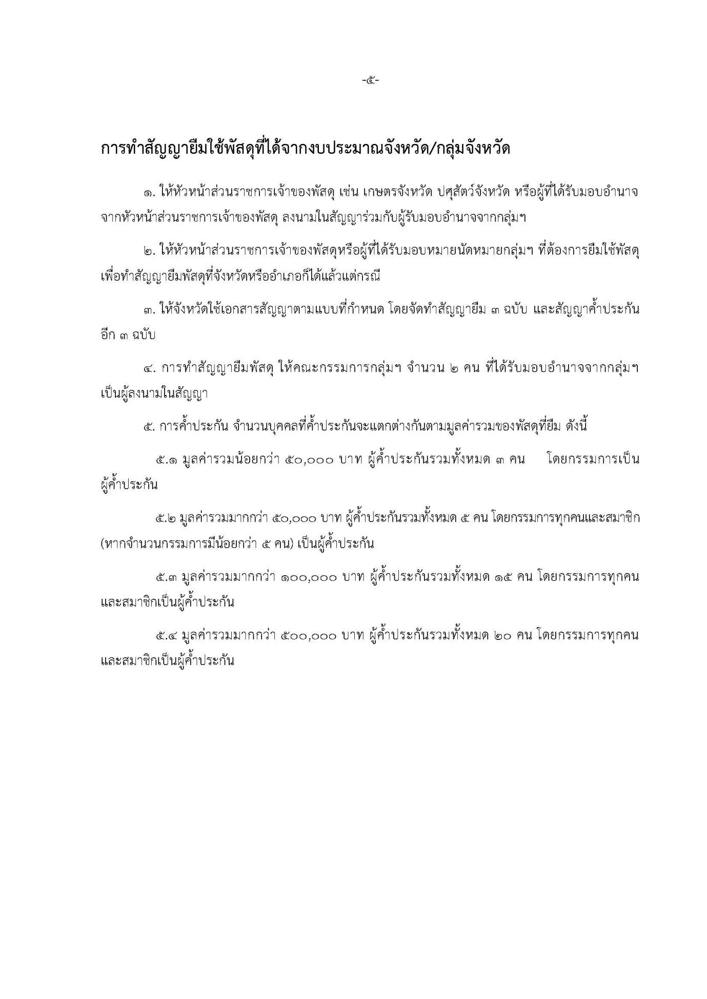 -๕-
การทำสัญญายืมใช้พัสดุที่ได้จากงบประมาณจังหวัด/กลุ่มจังหวัด
๑. ให้หัวหน้าส่วนราชการเจ้าของพัสดุ เช่น เกษตรจังหวัด ปศุสัตว์จังหวัด หรือผู้ที่ได้รับมอบอำนาจ
จากหัวหน้าส่วนราชการเจ้าของพัสดุ ลงนามในสัญญาร่วมกับผู้รับมอบอำนาจจากกลุ่มฯ
๒. ให้หัวหน้าส่วนราชการเจ้าของพัสดุหรือผู้ที่ได้รับมอบหมายนัดหมายกลุ่มฯ ที่ต้องการยืมใช้พัสดุ
เพื่อทำสัญญายืมพัสดุที่จังหวัดหรืออำเภอก็ได้แล้วแต่กรณี
๓. ให้จังหวัดใช้เอกสารสัญญาตามแบบที่กำหนด โดยจัดทำสัญญายืม ๓ ฉบับ และสัญญาค้ำประกัน
อีก ๓ ฉบับ
๔. การทำสัญญายืมพัสดุ ให้คณะกรรมการกลุ่มฯ จำนวน ๒ คน ที่ได้รับมอบอำนาจจากกลุ่มฯ
เป็นผู้ลงนามในสัญญา
๕. การค้ำประกัน จำนวนบุคคลที่ค้ำประกันจะแตกต่างกันตามมูลค่ารวมของพัสดุที่ยืม ดังนี้
๕.๑ มูลค่ารวมน้อยกว่า ๕๐,๐๐๐ บาท ผู้ค้ำประกันรวมทั้งหมด ๓ คน โดยกรรมการเป็น
ผู้ค้ำประกัน
๕.๒ มูลค่ารวมมากกว่า ๕๐,๐๐๐ บาท ผู้ค้ำประกันรวมทั้งหมด ๕ คน โดยกรรมการทุกคนและสมาชิก
(หากจำนวนกรรมการมีน้อยกว่า ๕ คน) เป็นผู้ค้ำประกัน
๕.๓ มูลค่ารวมมากกว่า ๑๐๐,๐๐๐ บาท ผู้ค้ำประกันรวมทั้งหมด ๑๕ คน โดยกรรมการทุกคน
และสมาชิกเป็นผู้ค้ำประกัน
๕.๔ มูลค่ารวมมากกว่า ๕๐๐,๐๐๐ บาท ผู้ค้ำประกันรวมทั้งหมด ๒๐ คน โดยกรรมการทุกคน
และสมาชิกเป็นผู้ค้ำประกัน